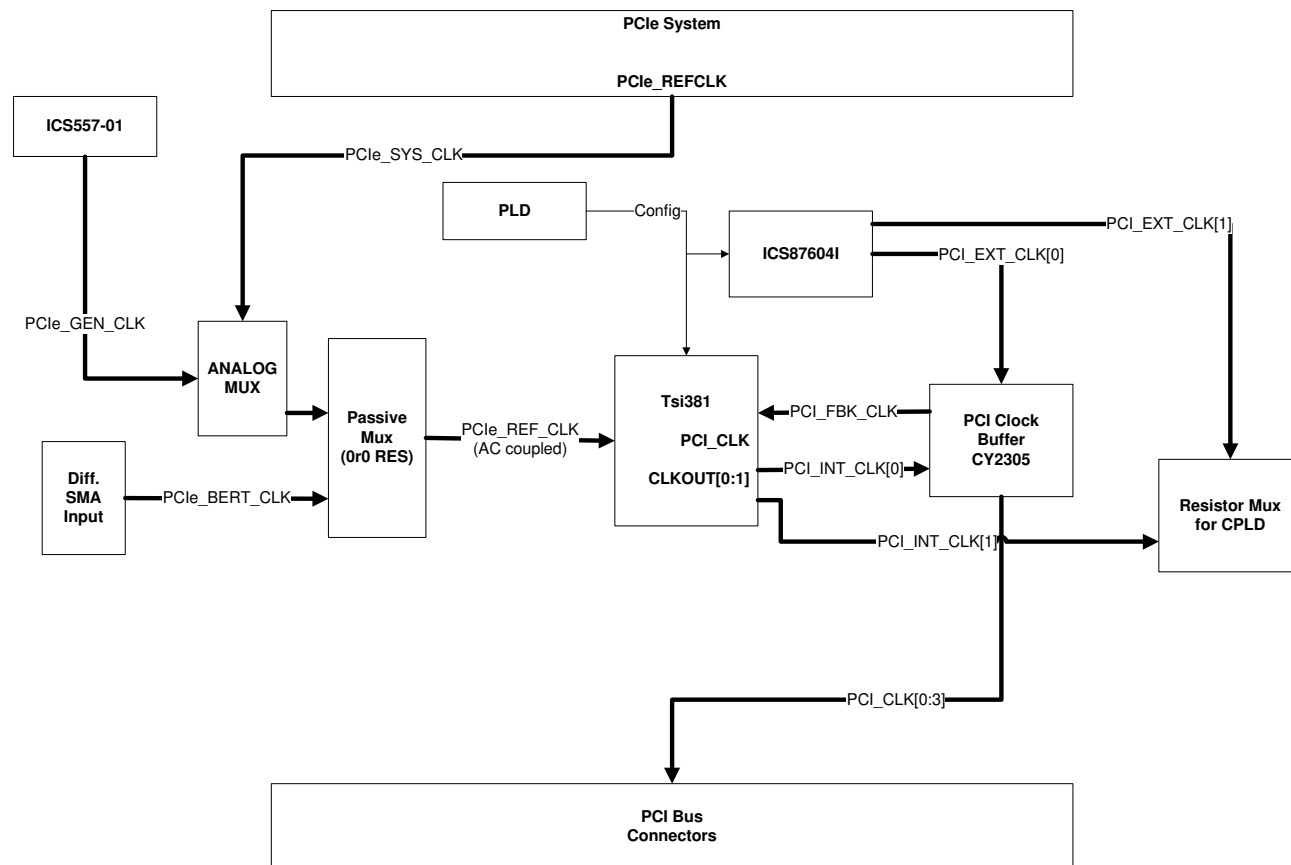 PCIe System
PCIe_REFCLK
ICS557-01
PCIe_SYS_CLK
PLD
Config
ICS87604I
PCI_EXT_CLK[1]
PCI_EXT_CLK[0]
PCIe_GEN_CLK
ANALOG
MUX
Passive
Mux
(0r0 RES)
PCIe_REF_CLK
(AC coupled)
Tsi381
PCI_CLK
CLKOUT[0:1]
PCI_FBK_CLK
PCI_INT_CLK[0]
PCI Clock
Buffer
CY2305
Diff.
SMA
Input
PCIe_BERT_CLK
PCI_INT_CLK[1]
Resistor Mux
for CPLD
PCI_CLK[0:3]
PCI Bus
Connectors